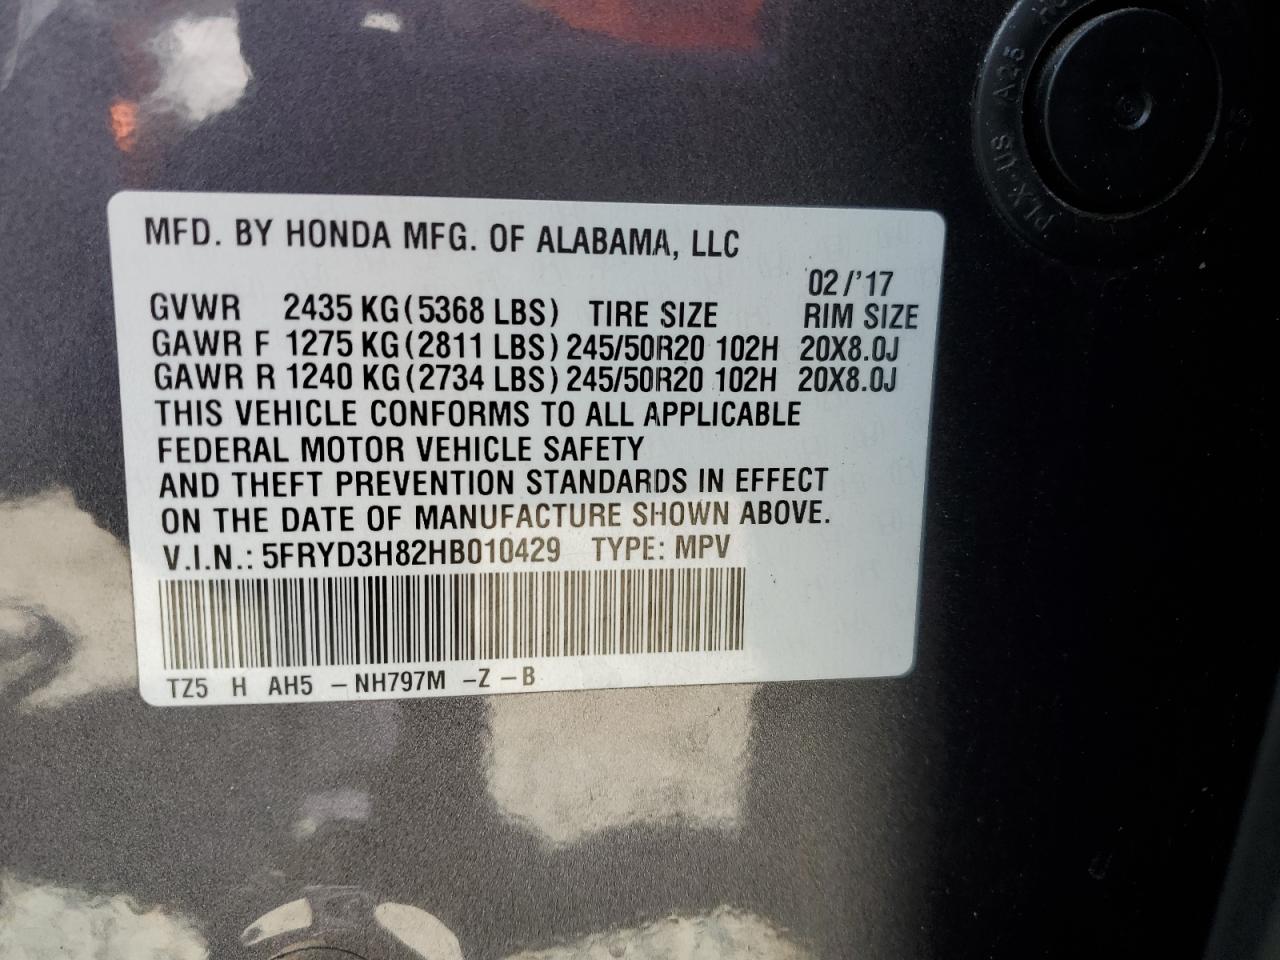 PLX-US A25
MFD. BY HONDA MFG. OF ALABAMA, LLC
02/'17
GVWR 2435 KG(5368 LBS) TIRE SIZE RIM SIZE
GAWR F 1275 KG(2811 LBS) 245/50R20 102H 20X8.0J
GAWR R 1240 KG(2734 LBS) 245/50R20 102H 20X8.0J
THIS VEHICLE CONFORMS TO ALL APPLICABLE
FEDERAL MOTOR VEHICLE SAFETY
AND THEFT PREVENTION STANDARDS IN EFFECT
ON THE DATE OF MANUFACTURE SHOWN ABOVE.
V.I.N.: 5FRYD3H82HB010429 TYPE: MPV
TZ5 H AH5 -NH797M -Z-B